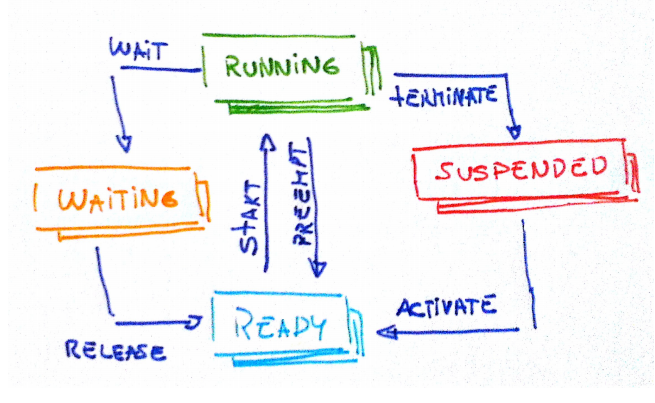 WAiT
RUNNiNG
tERMiNATE
WAiTiNG
StART
PREEMPT
SUSPENDED
READY
ACTiVATE
RELEASE